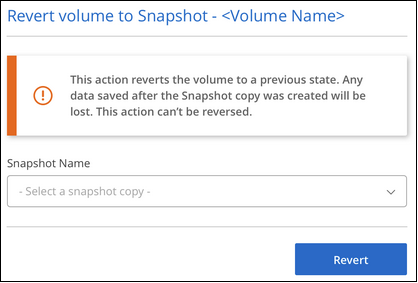 Revert volume to Snapshot - <Volume Name>
This action reverts the volume to a previous state. Any
data saved after the Snapshot copy was created will be
lost. This action can't be reversed.
Snapshot Name
- Select a snapshot copy -
Revert